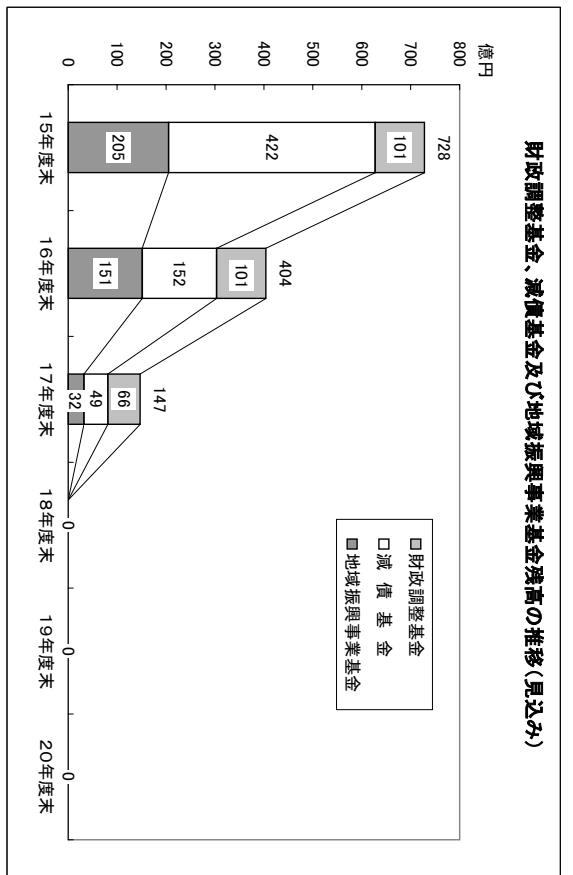 財政調整基金、減債基金及び地域振興事業基金残高の推移(見込み)
億円
800
700
600
500
400
300
200
100
0
728
101
422
205
404
101
152
151
147
66
49
32
0
0
0
15年度末
16年度末
17年度末
18年度末
19年度末
20年度末
財政調整基金
減 債 基 金
地域振興事業基金